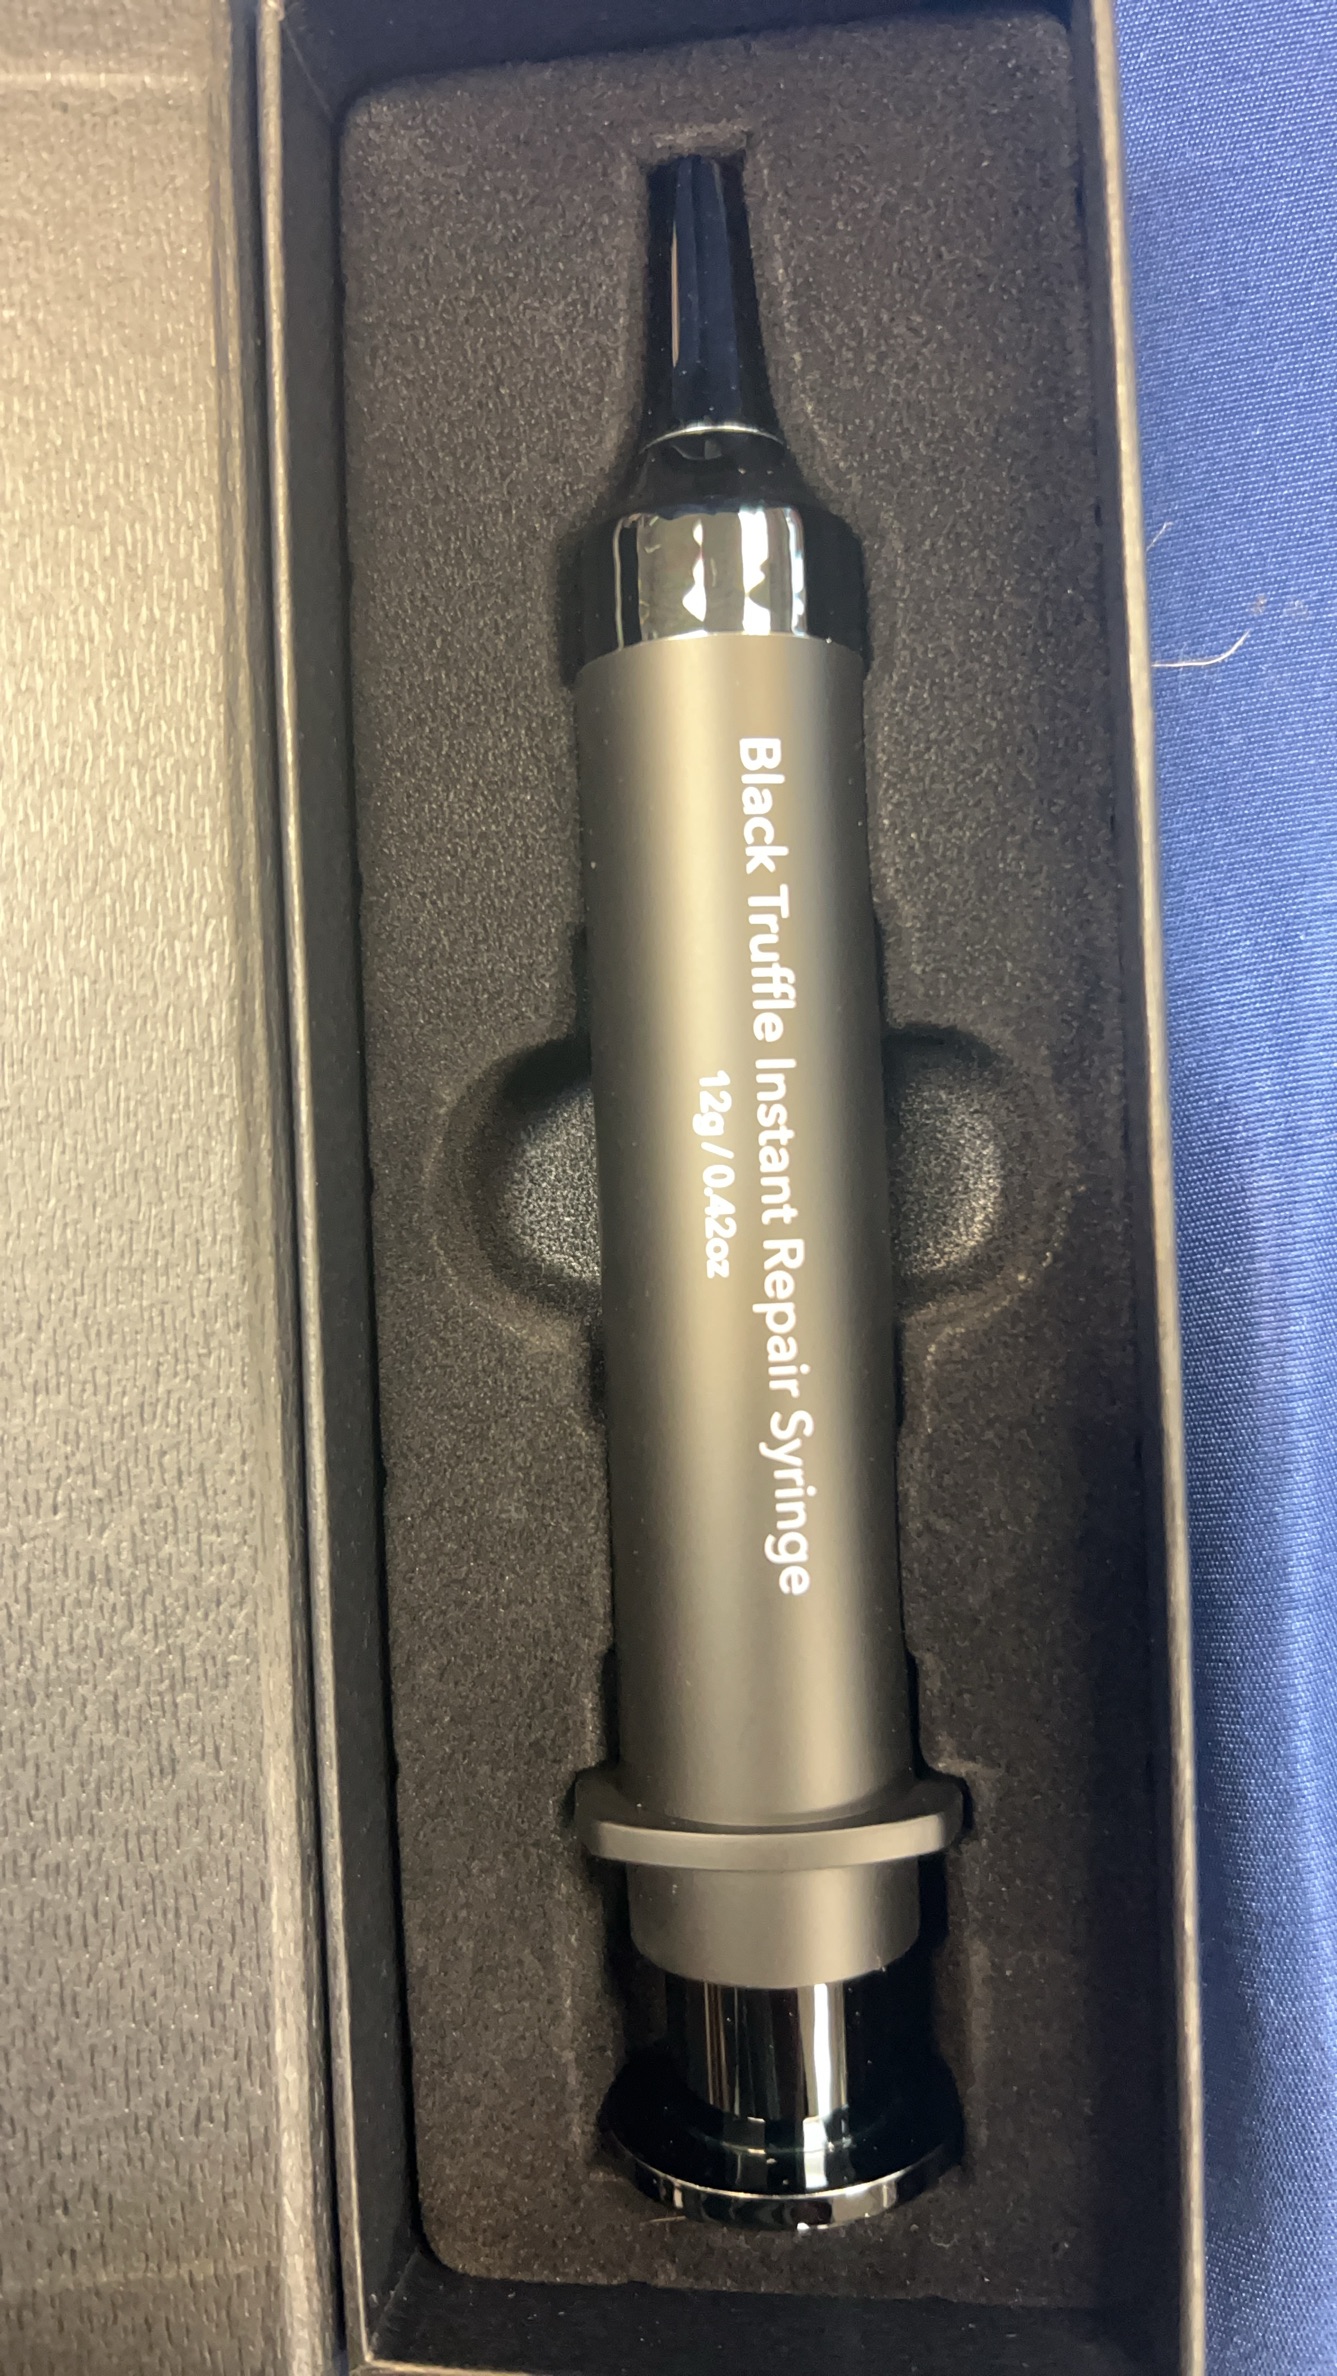 Black Truffle Instant Repair Syringe
12g / 0.42oz